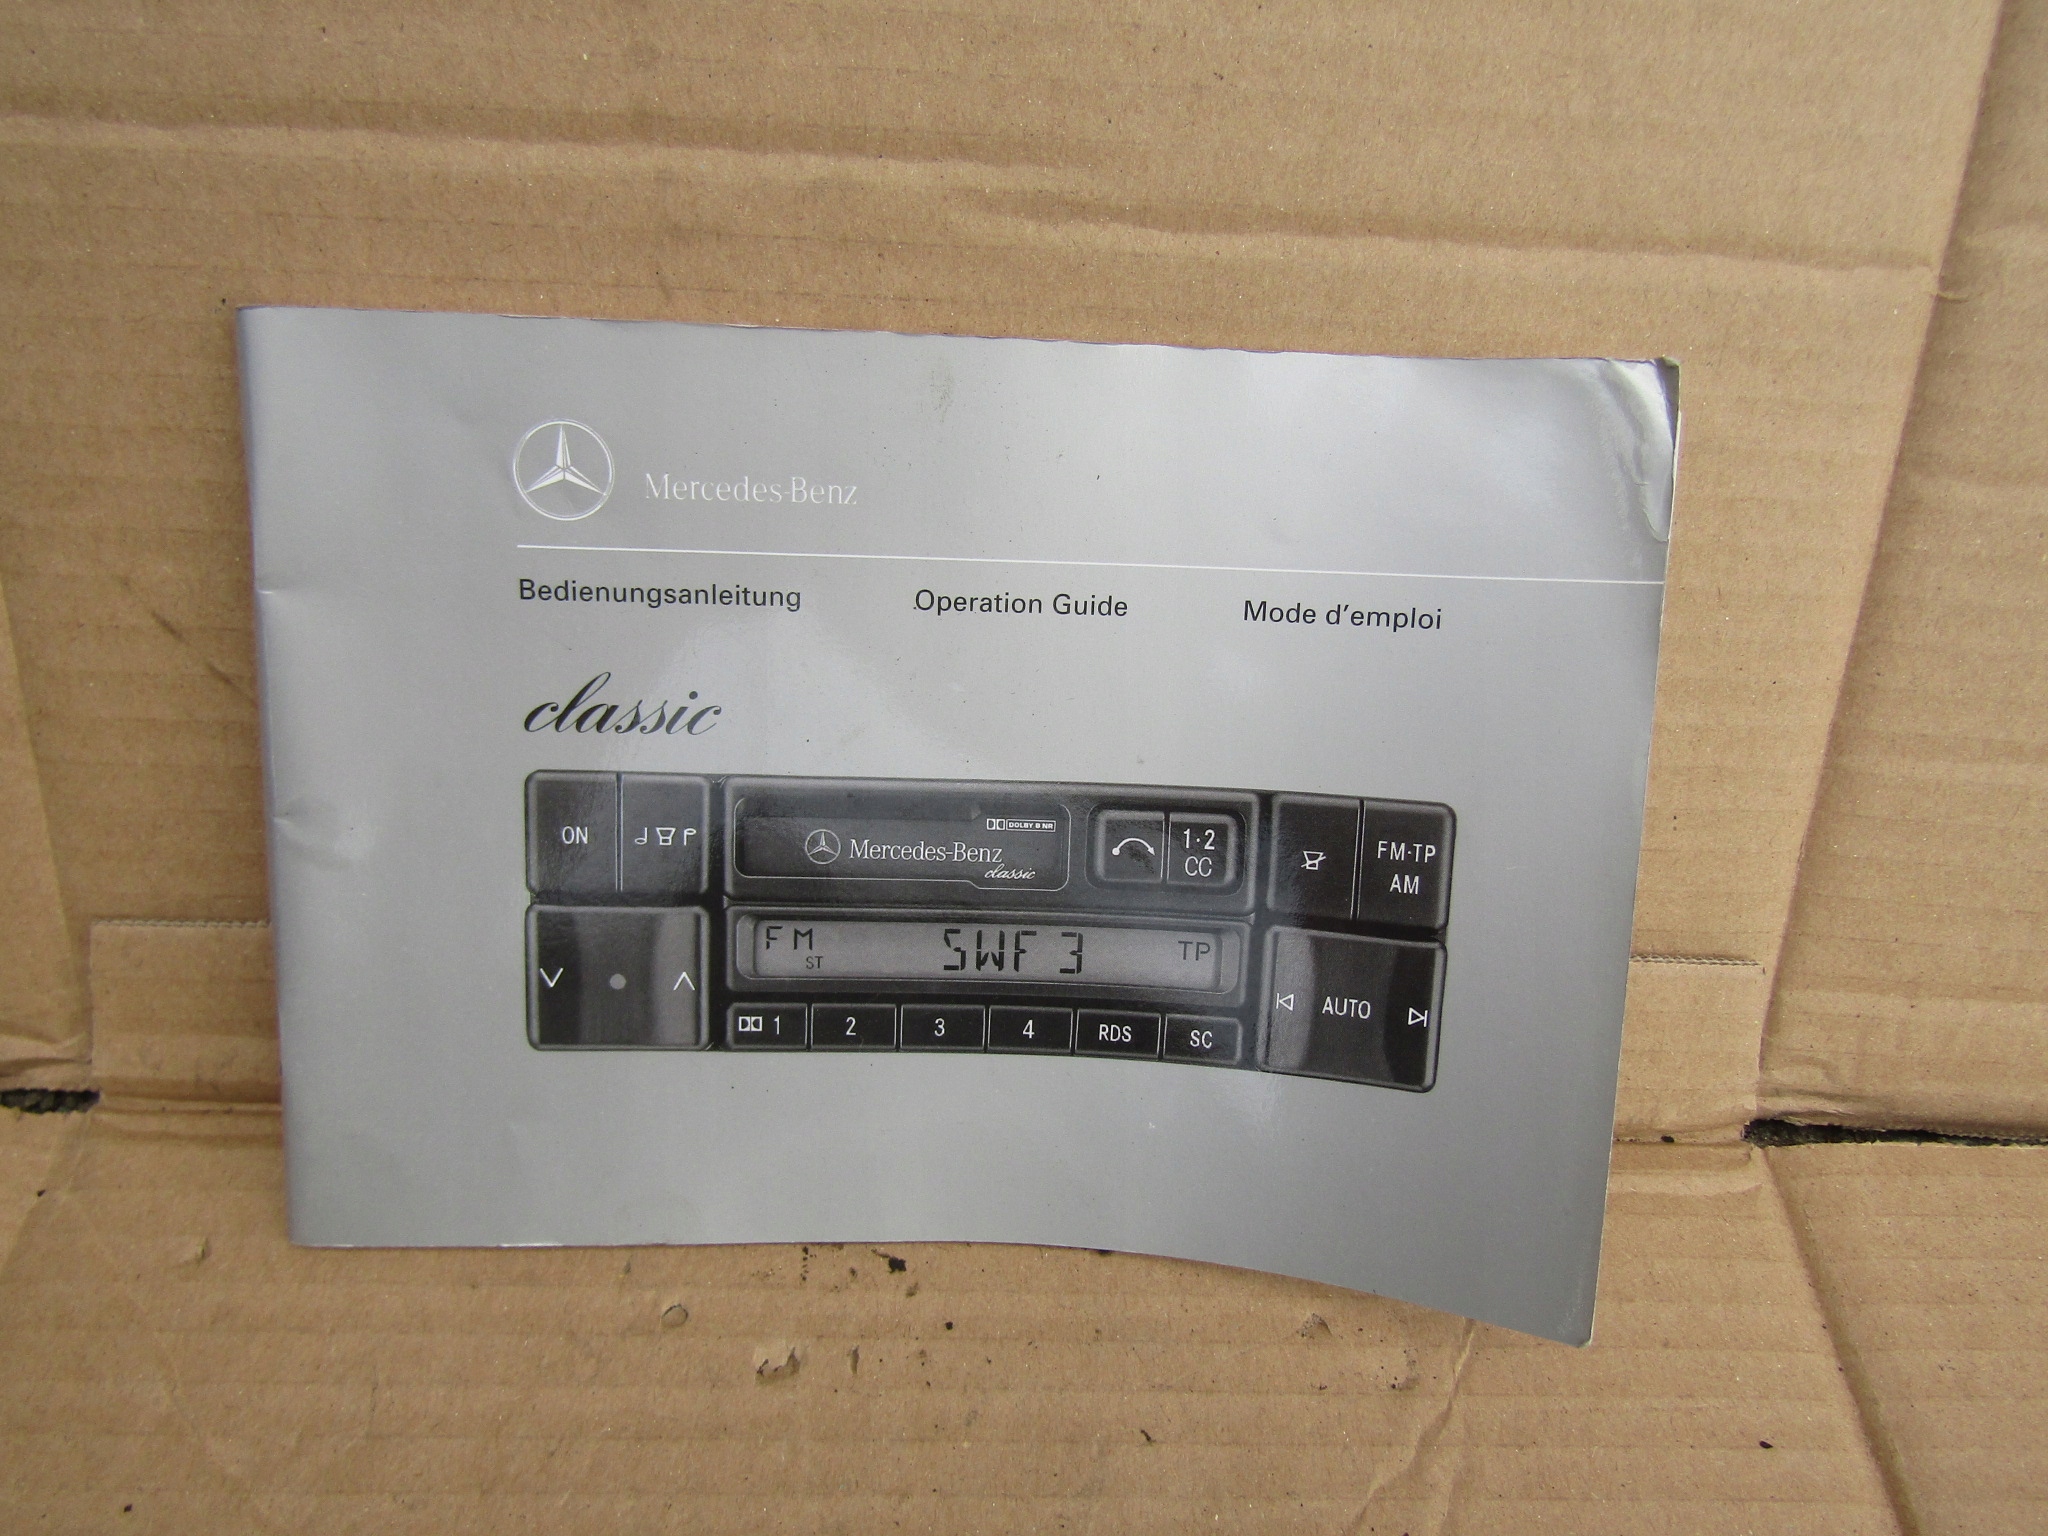 Mercedes-Benz
Bedienungsanleitung Operation Guide Mode d'emploi
classic
ON
DOLBY B NR
Mercedes-Benz
classic
1·2
CC
FM·TP
AM
FM
ST
SWF 3
TP
AUTO
1 2 3 4 RDS SC